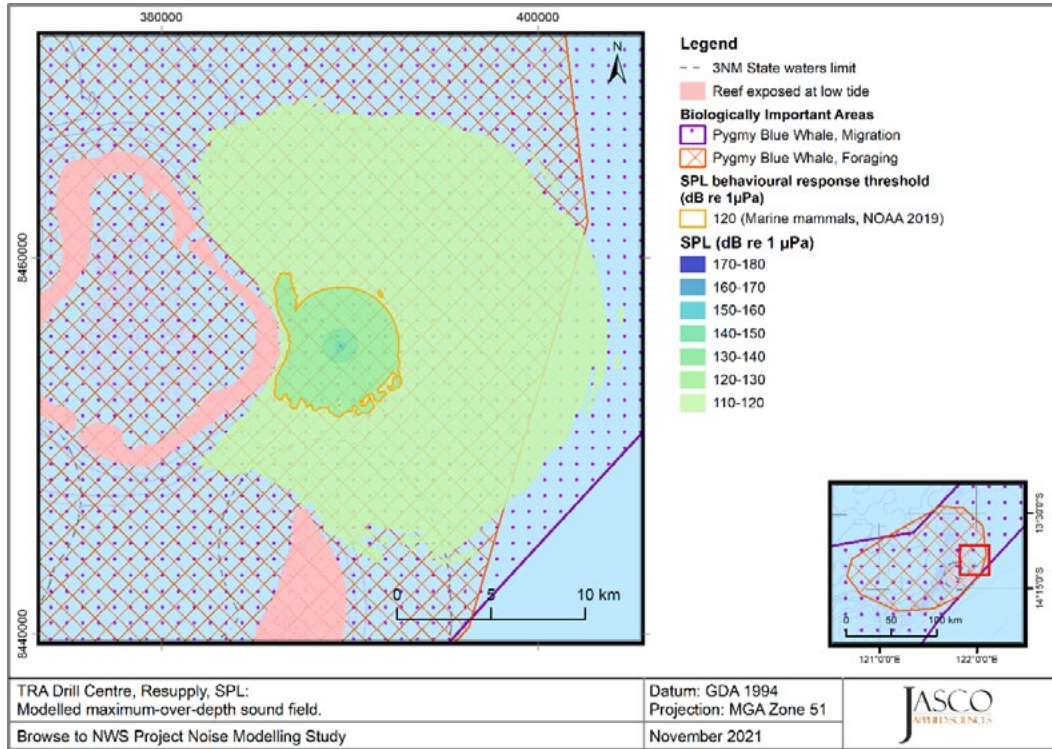 380000
400000
8460000
8440000
N
0
5
10 km
Legend
3NM State waters limit
Reef exposed at low tide
Biologically Important Areas
Pygmy Blue Whale, Migration
Pygmy Blue Whale, Foraging
SPL behavioural response threshold
(dB re 1µPa)
120 (Marine mammals, NOAA 2019)
SPL (dB re 1 µPa)
170-180
160-170
150-160
140-150
130-140
120-130
110-120
13°30'0"S
14°15'0"S
0 50 100 km
121°0'0"E
122°0'0"E
TRA Drill Centre, Resupply, SPL:
Modelled maximum-over-depth sound field.
Browse to NWS Project Noise Modelling Study
Datum: GDA 1994
Projection: MGA Zone 51
November 2021
JASCO
APPLIED SCIENCES